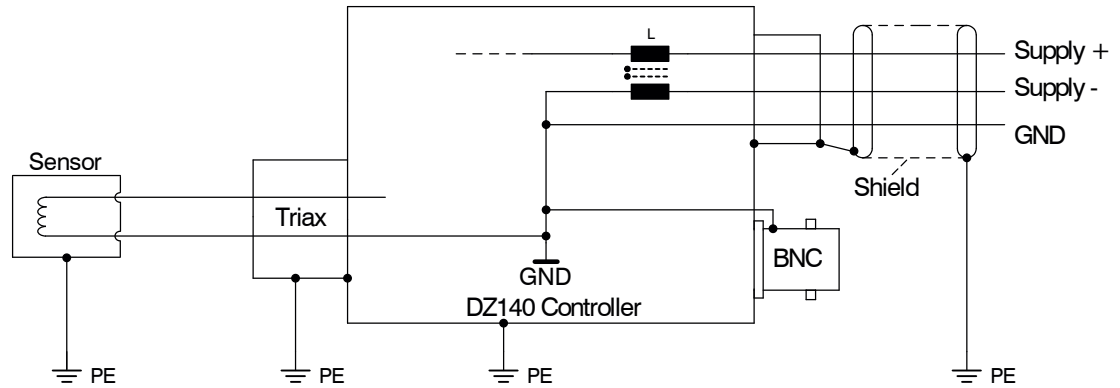 L
Supply +
Supply -
GND
Shield
Sensor
Triax
BNC
GND
DZ140 Controller
PE
PE
PE
PE